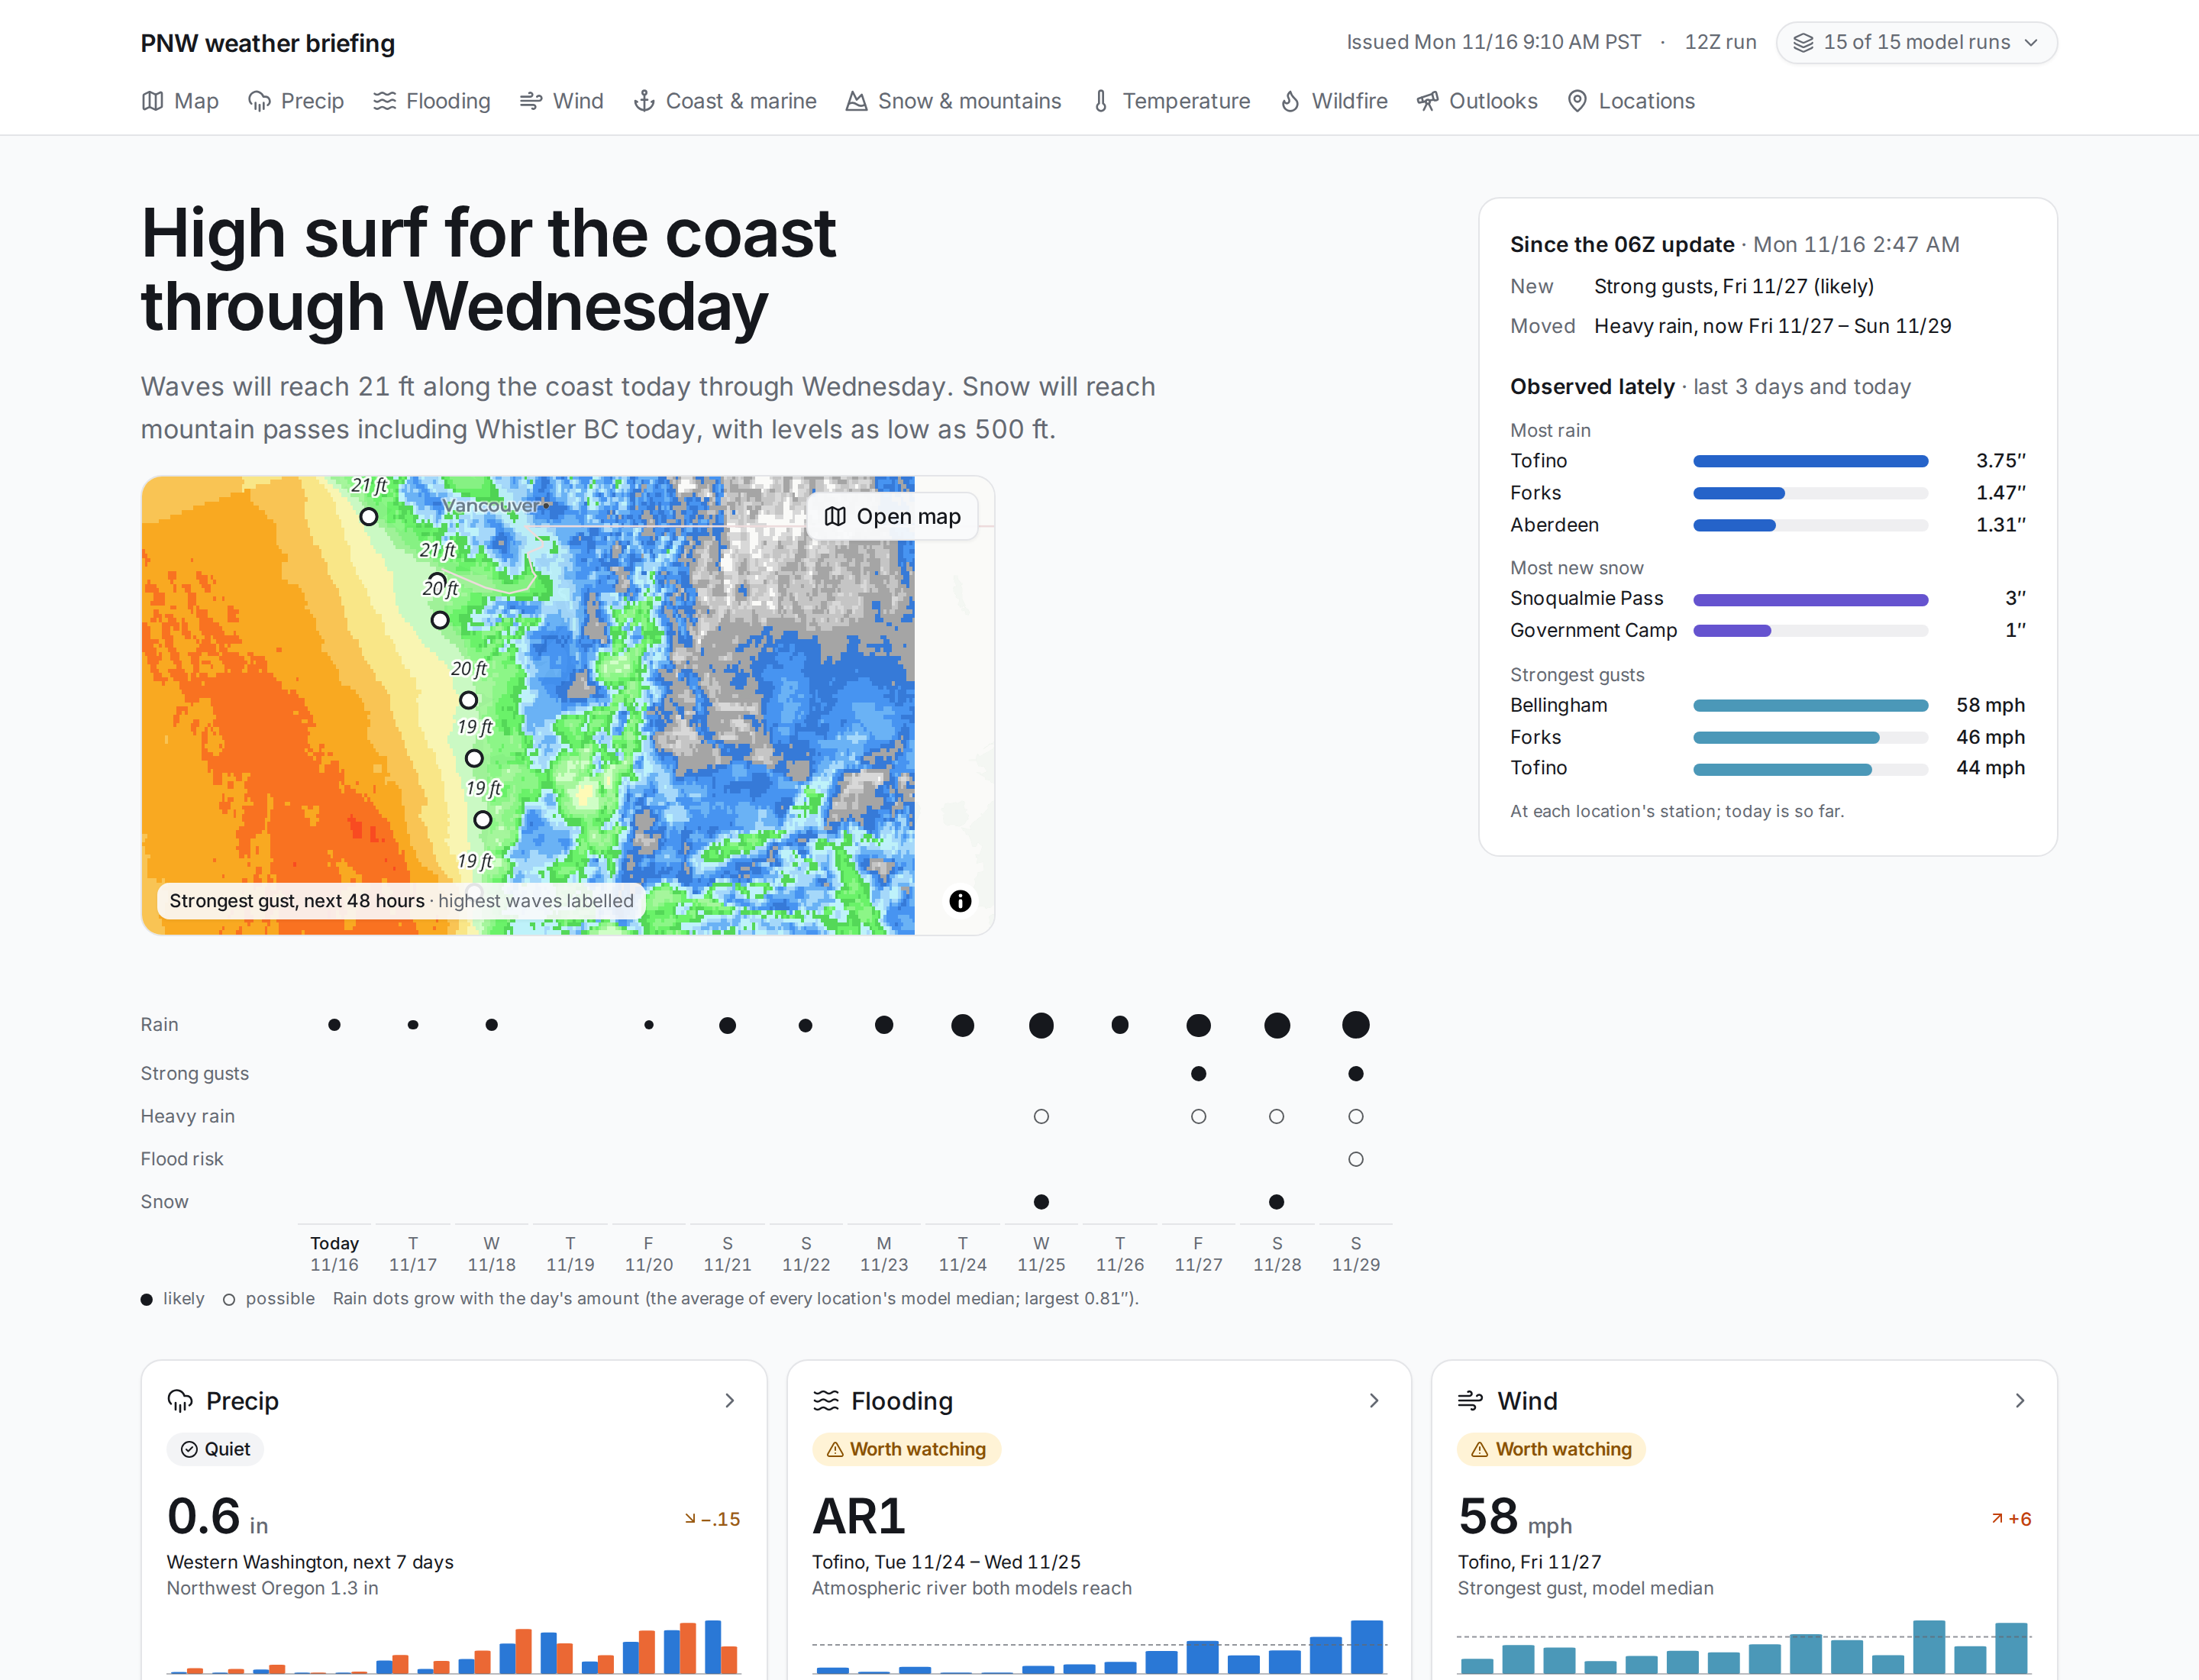 PNW weather briefing
Issued Mon 11/16 9:10 AM PST · 12Z run
15 of 15 model runs
Map Precip Flooding Wind Coast & marine Snow & mountains Temperature Wildfire Outlooks Locations
High surf for the coast
through Wednesday
Waves will reach 21 ft along the coast today through Wednesday. Snow will reach
mountain passes including Whistler BC today, with levels as low as 500 ft.
21 ft
Vancouver
Open map
21 ft
20 ft
20 ft
19 ft
19 ft
19 ft
Strongest gust, next 48 hours · highest waves labelled
Since the 06Z update · Mon 11/16 2:47 AM
New Strong gusts, Fri 11/27 (likely)
Moved Heavy rain, now Fri 11/27 – Sun 11/29
Observed lately · last 3 days and today
Most rain
Tofino 3.75″
Forks 1.47″
Aberdeen 1.31″
Most new snow
Snoqualmie Pass 3″
Government Camp 1″
Strongest gusts
Bellingham 58 mph
Forks 46 mph
Tofino 44 mph
At each location's station; today is so far.
Rain
Strong gusts
Heavy rain
Flood risk
Snow
Today T W T F S S M T W T F S S
11/16 11/17 11/18 11/19 11/20 11/21 11/22 11/23 11/24 11/25 11/26 11/27 11/28 11/29
likely possible Rain dots grow with the day's amount (the average of every location's model median; largest 0.81″).
Precip
Quiet
0.6 in
−.15
Western Washington, next 7 days
Northwest Oregon 1.3 in
Flooding
Worth watching
AR1
Tofino, Tue 11/24 – Wed 11/25
Atmospheric river both models reach
Wind
Worth watching
58 mph
+6
Tofino, Fri 11/27
Strongest gust, model median